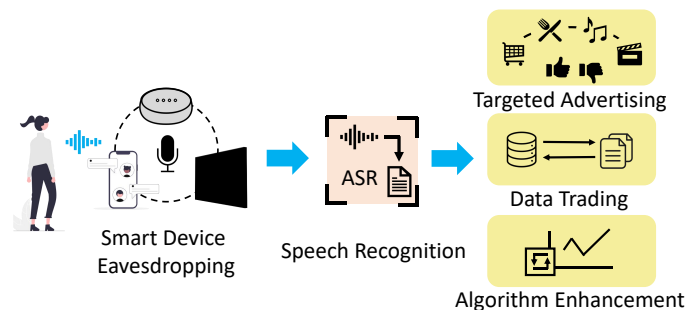 Smart Device
Eavesdropping
ASR
Speech Recognition
Targeted Advertising
Data Trading
Algorithm Enhancement